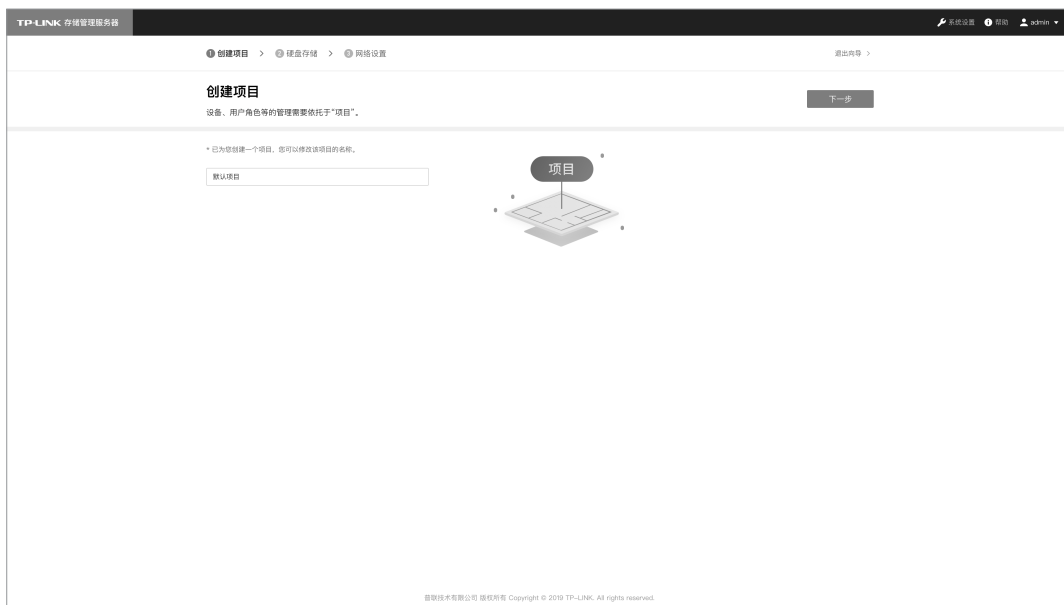 TP-LINK 存储管理服务器
系统设置 帮助 admin
1 创建项目 > 2 硬盘存储 > 3 网络设置
退出向导 >
创建项目
下一步
设备、用户角色等的管理需要依托于“项目”。
* 已为您创建一个项目，您可以修改该项目的名称。
默认项目
项目
普联技术有限公司 版权所有 Copyright © 2019 TP-LINK. All rights reserved.